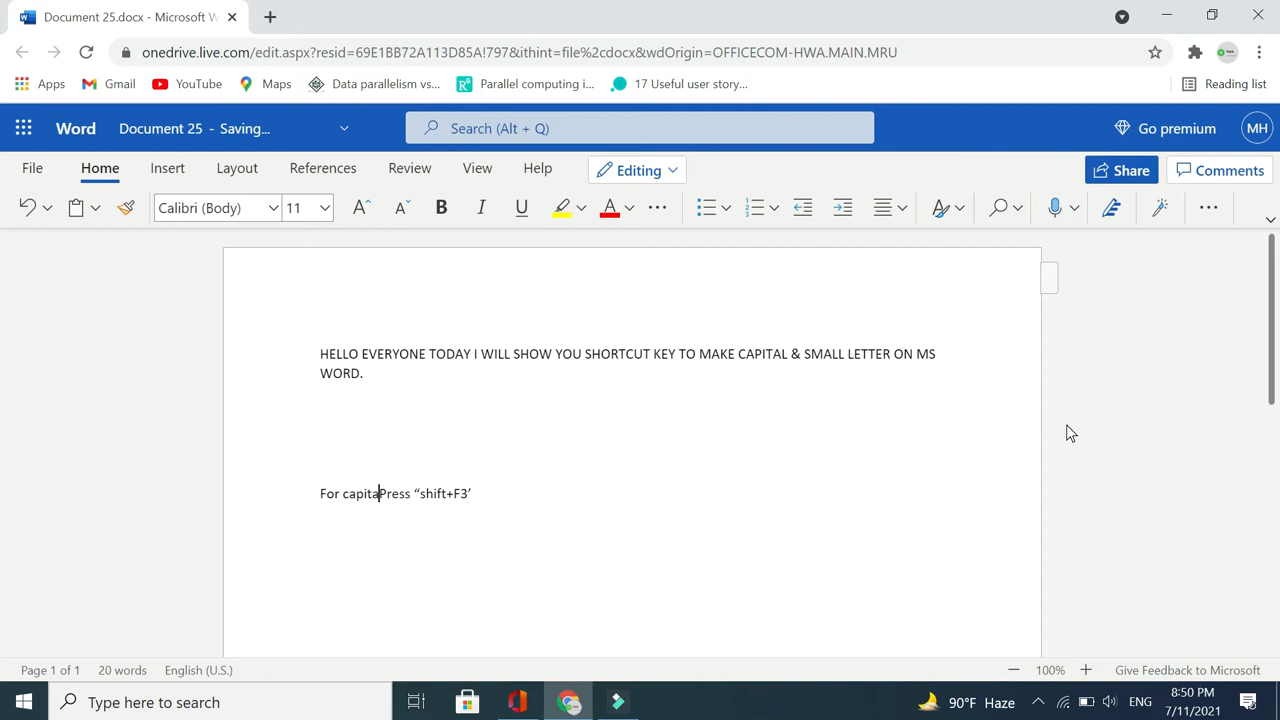 Document 25.docx - Microsoft W
onedrive.live.com/edit.aspx?resid=69E1BB72A113D85A!797&ithint=file%2cdocx&wdOrigin=OFFICECOM-HWA.MAIN.MRU
Apps Gmail YouTube Maps Data parallelism vs... Parallel computing i... 17 Useful user story... Reading list
Word Document 25 - Saving... Search (Alt + Q) Go premium MH
File Home Insert Layout References Review View Help Editing Share Comments
Calibri (Body) 11 A A B I U A
HELLO EVERYONE TODAY I WILL SHOW YOU SHORTCUT KEY TO MAKE CAPITAL & SMALL LETTER ON MS
WORD.
For capitaPress “shift+F3’
Page 1 of 1 20 words English (U.S.) 100% Give Feedback to Microsoft
Type here to search 90°F Haze ENG 8:50 PM
7/11/2021